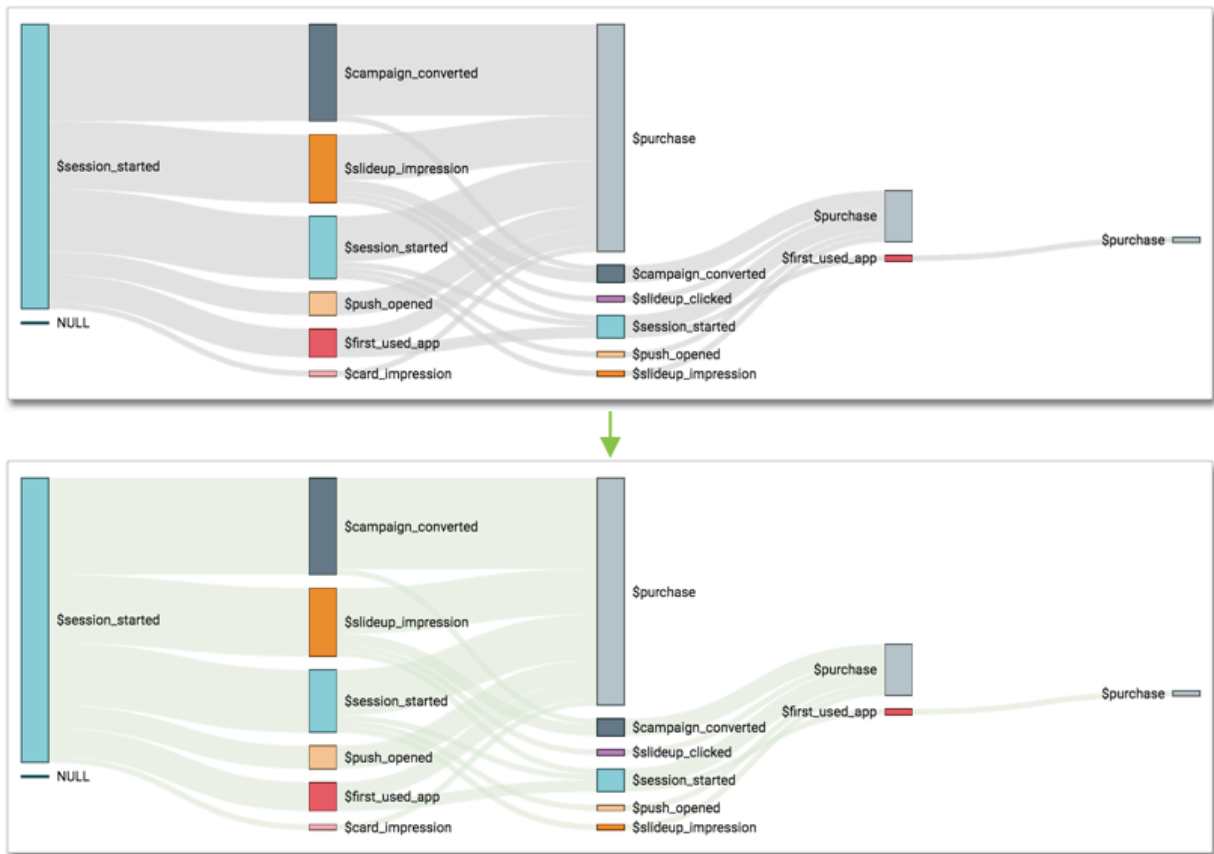 $campaign_converted
$purchase
$session_started
$slideup_impression
$purchase
$purchase
$session_started
$first_used_app
$campaign_converted
$slideup_clicked
$push_opened
NULL
$session_started
$first_used_app
$push_opened
$card_impression
$slideup_impression
$campaign_converted
$purchase
$session_started
$slideup_impression
$purchase
$purchase
$session_started
$first_used_app
$campaign_converted
$slideup_clicked
$push_opened
NULL
$session_started
$first_used_app
$push_opened
$card_impression
$slideup_impression